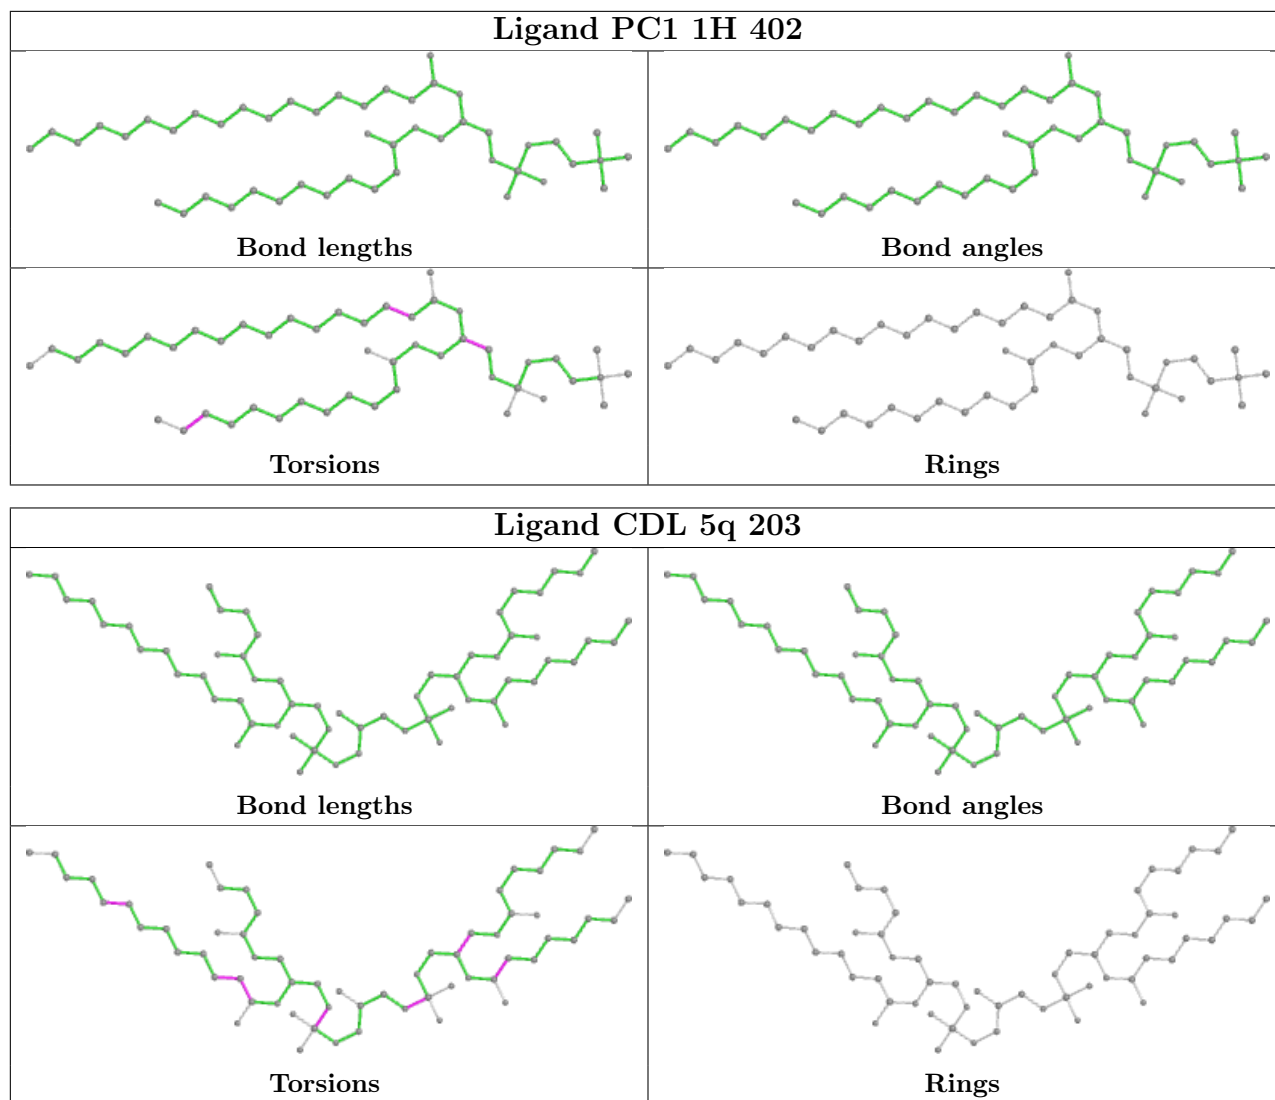 Ligand PC1 1H 402
Bond lengths
Bond angles
Torsions
Rings
Ligand CDL 5q 203
Bond lengths
Bond angles
Torsions
Rings